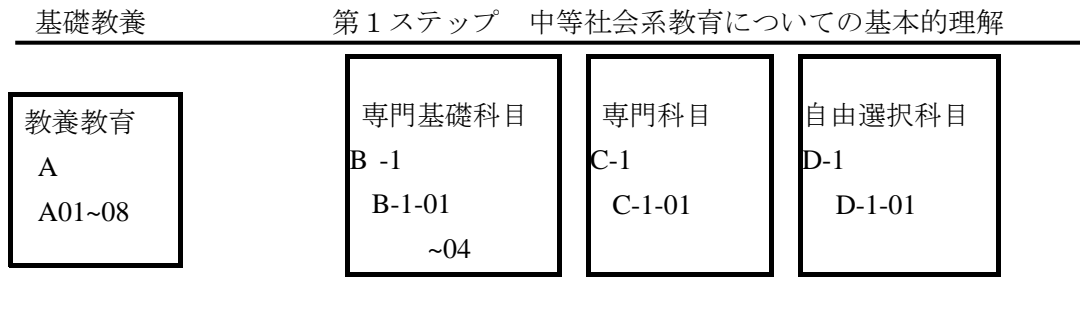 基礎教養
第１ステップ　中等社会系教育についての基本的理解
教養教育
A
A01~08
専門基礎科目
B -1
B-1-01
~04
専門科目
C-1
C-1-01
自由選択科目
D-1
D-1-01